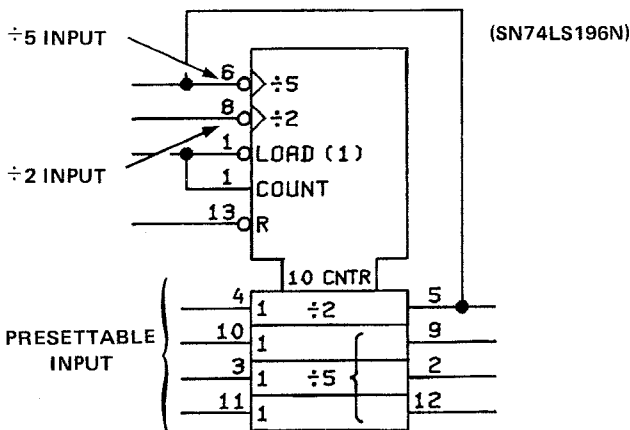 ÷5 INPUT
(SN74LS196N)
6 ÷5
8 ÷2
1 LOAD (1)
÷2 INPUT
1 COUNT
13 R
10 CNTR
4 1 ÷2 5
10 1 9
PRESETTABLE
INPUT
3 1 ÷5 2
11 1 12